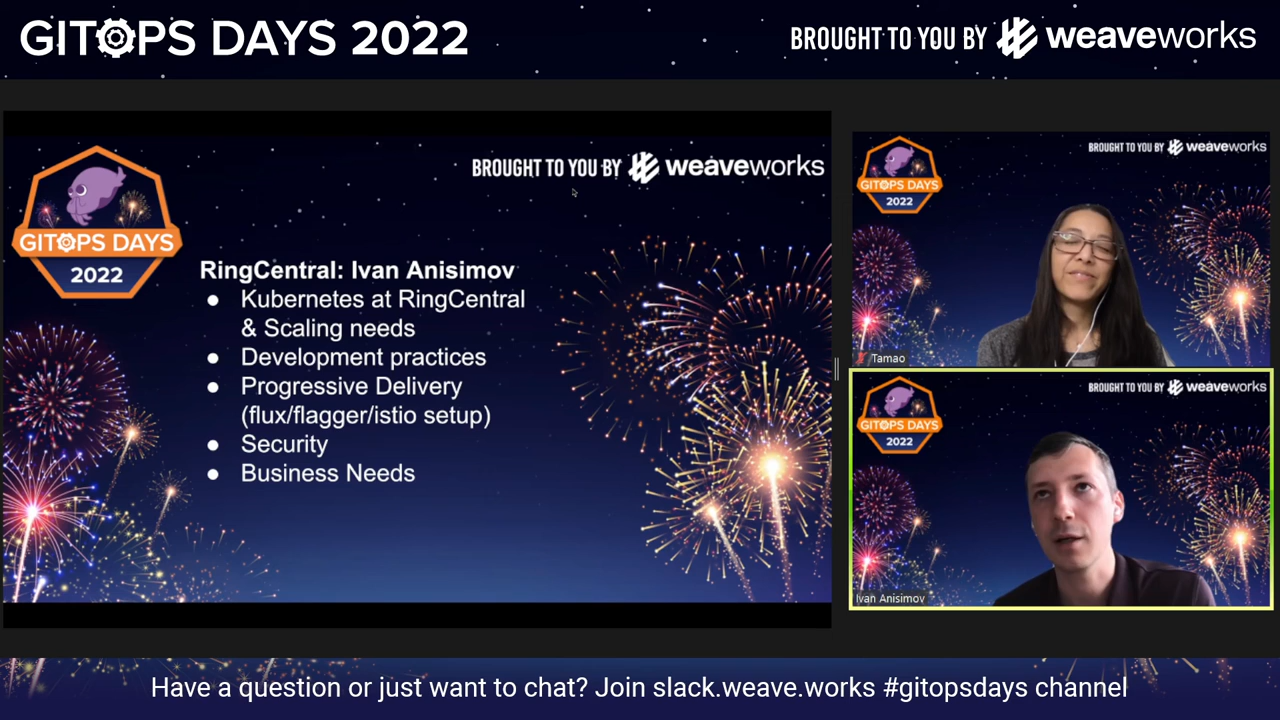 GITOPS DAYS 2022
BROUGHT TO YOU BY weaveworks
BROUGHT TO YOU BY weaveworks
GITOPS DAYS
2022
RingCentral: Ivan Anisimov
● Kubernetes at RingCentral
& Scaling needs
● Development practices
● Progressive Delivery
(flux/flagger/istio setup)
● Security
● Business Needs
BROUGHT TO YOU BY weaveworks
GITOPS DAYS
2022
Tamao
BROUGHT TO YOU BY weaveworks
GITOPS DAYS
2022
Ivan Anisimov
Have a question or just want to chat? Join slack.weave.works #gitopsdays channel